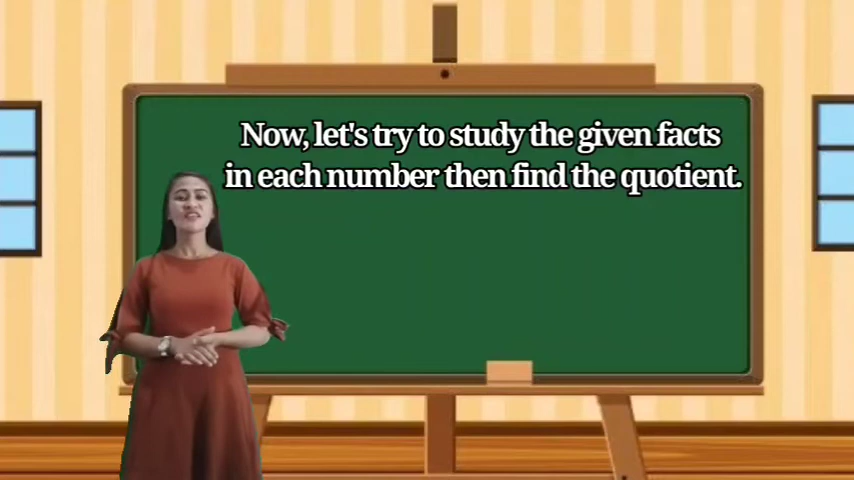 Now, let's try to study the given facts
in each number then find the quotient.